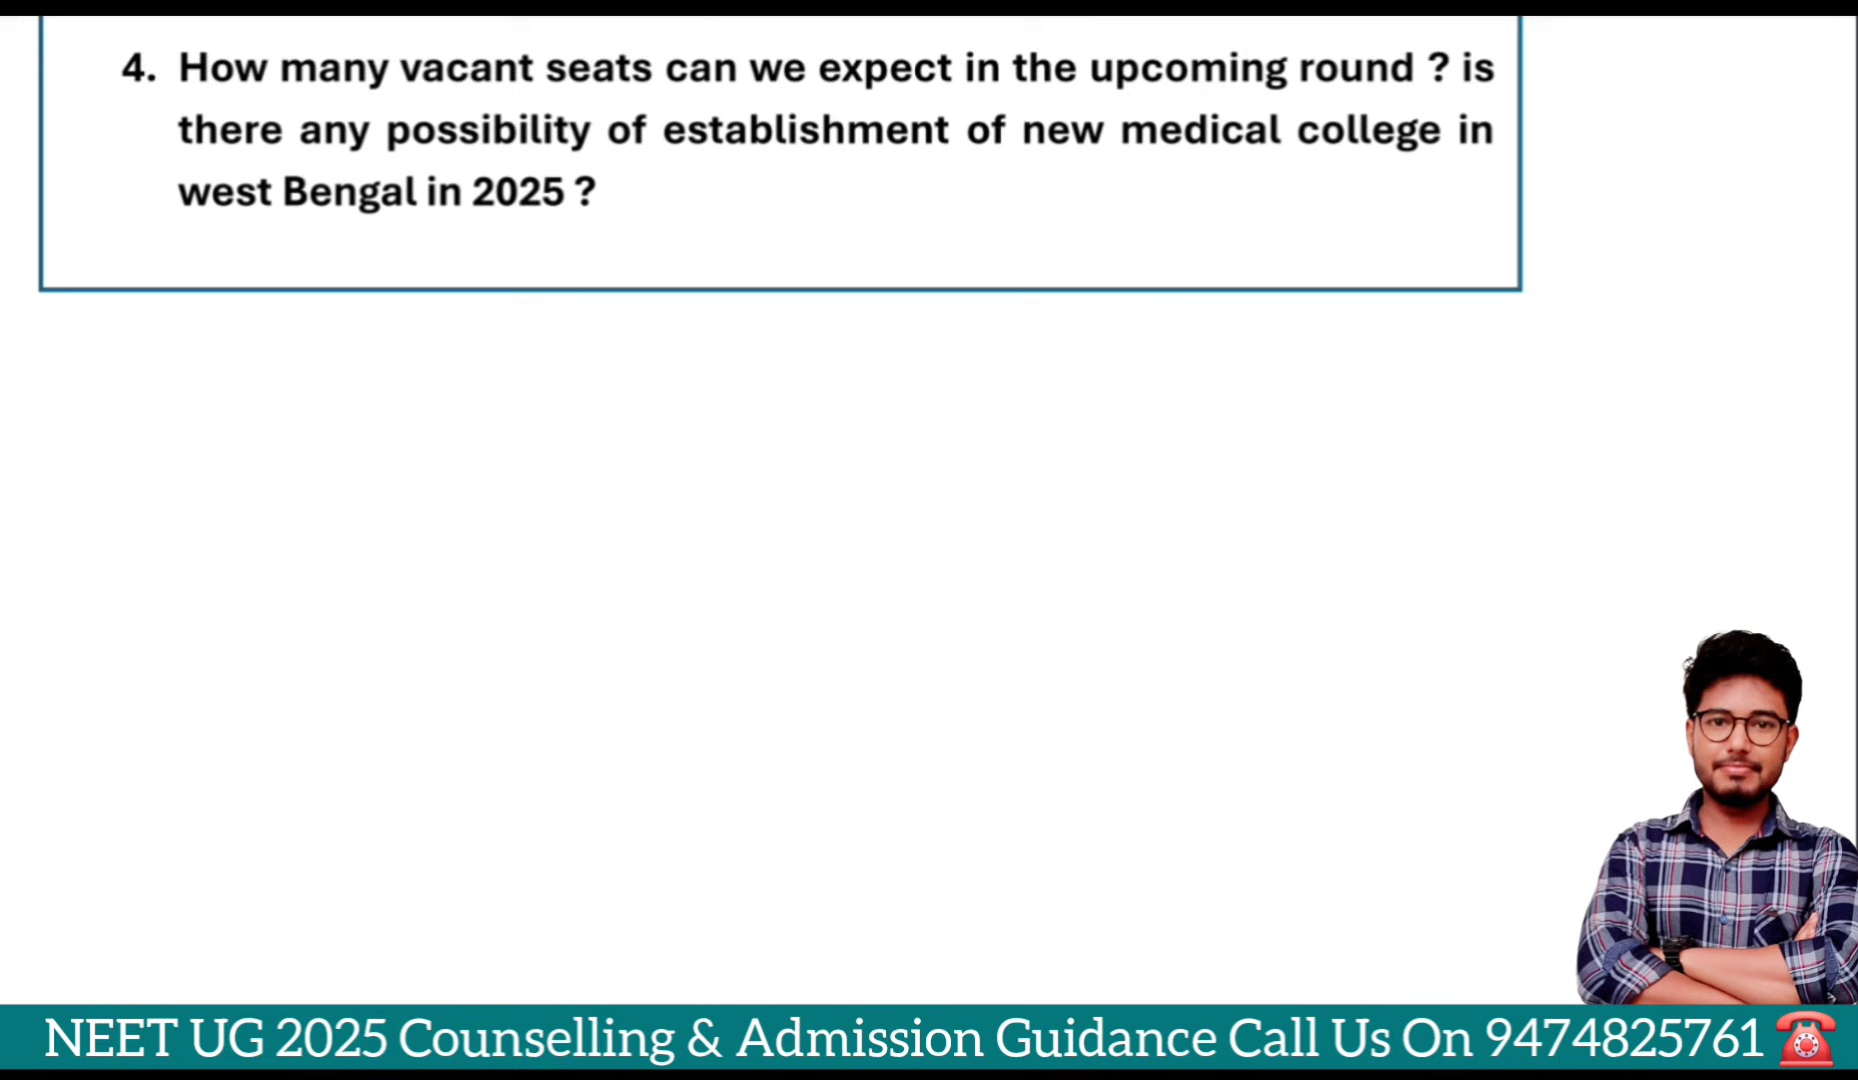 4. How many vacant seats can we expect in the upcoming round ? is
there any possibility of establishment of new medical college in
west Bengal in 2025 ?
NEET UG 2025 Counselling & Admission Guidance Call Us On 9474825761 ☎️